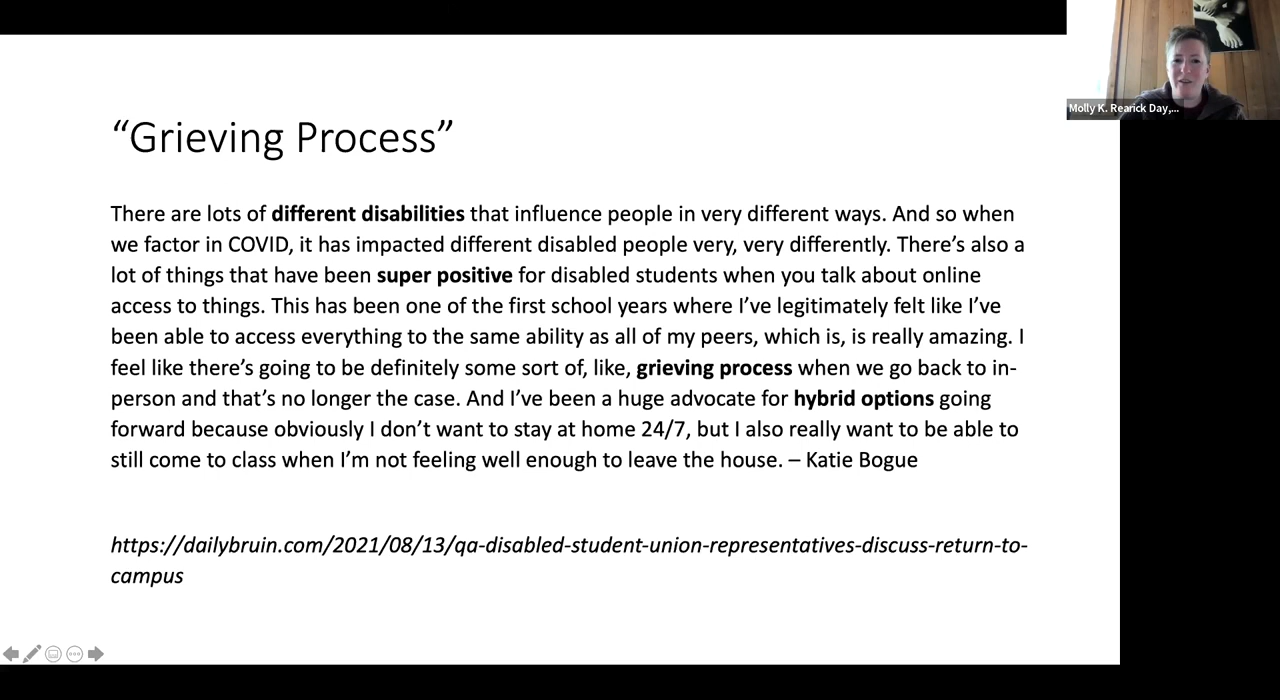 Molly K. Rearick Day,...
“Grieving Process”
There are lots of different disabilities that influence people in very different ways. And so when
we factor in COVID, it has impacted different disabled people very, very differently. There’s also a
lot of things that have been super positive for disabled students when you talk about online
access to things. This has been one of the first school years where I’ve legitimately felt like I’ve
been able to access everything to the same ability as all of my peers, which is, is really amazing. I
feel like there’s going to be definitely some sort of, like, grieving process when we go back to in-
person and that’s no longer the case. And I’ve been a huge advocate for hybrid options going
forward because obviously I don’t want to stay at home 24/7, but I also really want to be able to
still come to class when I’m not feeling well enough to leave the house. – Katie Bogue
https://dailybruin.com/2021/08/13/qa-disabled-student-union-representatives-discuss-return-to-
campus